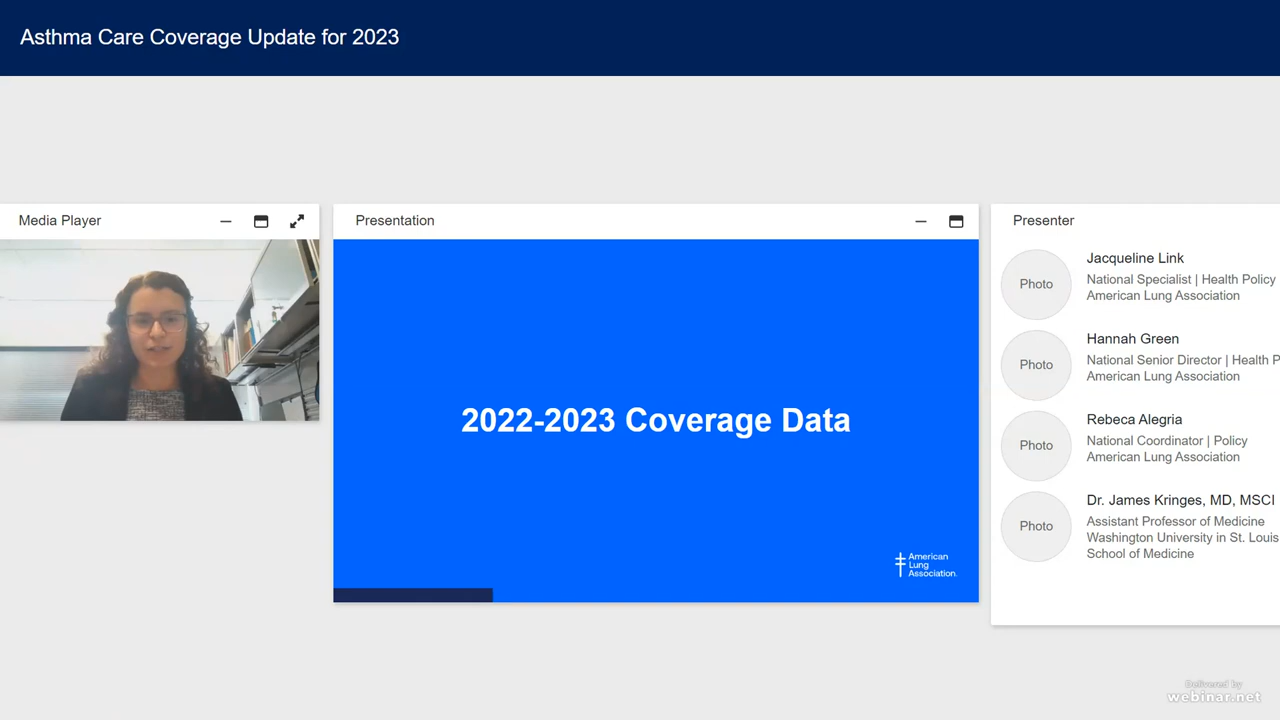 Asthma Care Coverage Update for 2023
Media Player
Presentation
2022-2023 Coverage Data
American
Lung
Association.
Presenter
Photo
Jacqueline Link
National Specialist | Health Policy
American Lung Association
Photo
Hannah Green
National Senior Director | Health P
American Lung Association
Photo
Rebeca Alegria
National Coordinator | Policy
American Lung Association
Photo
Dr. James Kringes, MD, MSCI
Assistant Professor of Medicine
Washington University in St. Louis
School of Medicine
Delivered by
webinar.net